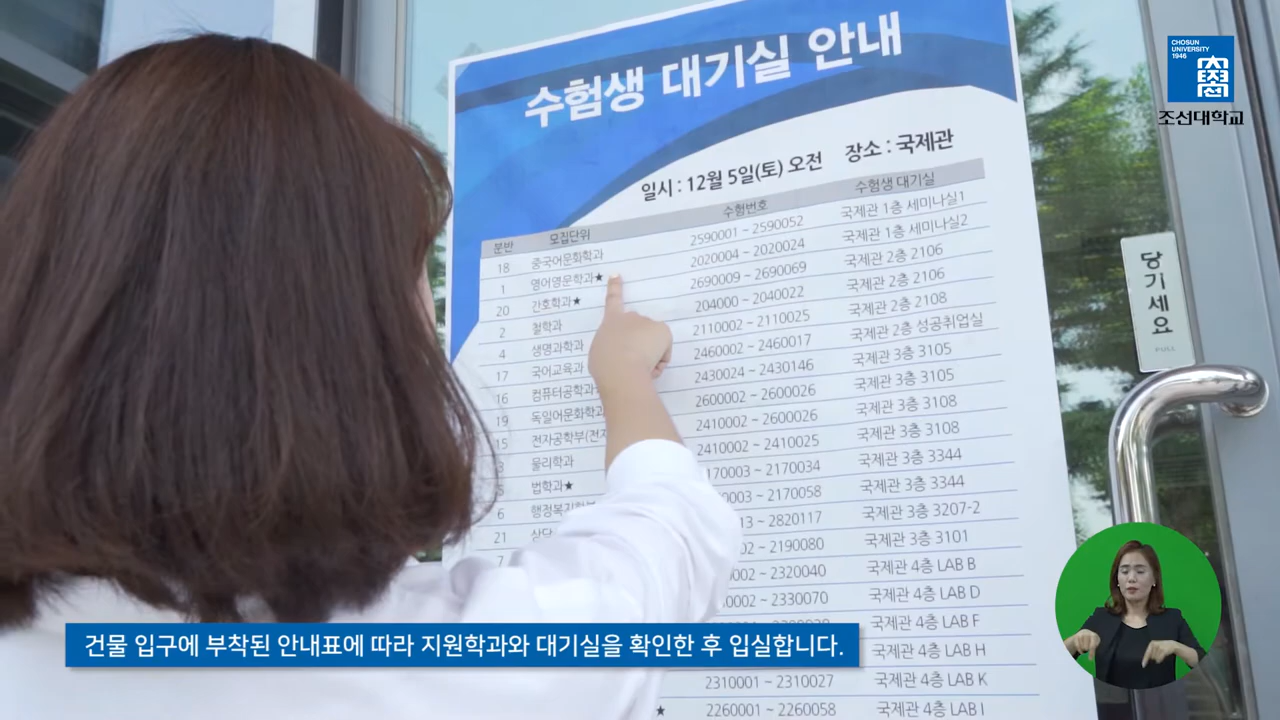 CHOSUN
UNIVERSITY
1946
조선대학교
수험생 대기실 안내
일시 : 12월 5일(토) 오전 장소 : 국제관
분반 모집단위 수험번호 수험생 대기실
18 중국어문화학과 2590001 ~ 2590052 국제관 1층 세미나실1
1 영어영문학과★ 2020004 ~ 2020024 국제관 1층 세미나실2
20 간호학과★ 2690009 ~ 2690069 국제관 2층 2106
2 철학과 204000 ~ 2040022 국제관 2층 2106
4 생명과학과 2110002 ~ 2110025 국제관 2층 2108
17 국어교육과 2460002 ~ 2460017 국제관 2층 성공취업실
16 컴퓨터공학과 2430024 ~ 2430146 국제관 3층 3105
19 독일어문화학과 2600002 ~ 2600026 국제관 3층 3105
15 전자공학부(전자 2410002 ~ 2600026 국제관 3층 3108
3 물리학과 2410002 ~ 2410025 국제관 3층 3108
법학과★ 170003 ~ 2170034 국제관 3층 3344
6 행정복지학부 0003 ~ 2170058 국제관 3층 3344
21 상담 13 ~ 2820117 국제관 3층 3207-2
7 02 ~ 2190080 국제관 3층 3101
002 ~ 2320040 국제관 4층 LAB B
0002 ~ 2330070 국제관 4층 LAB D
국제관 4층 LAB F
국제관 4층 LAB H
2310001 ~ 2310027 국제관 4층 LAB K
★ 2260001 ~ 2260058 국제관 4층 LAB I
당기세요
PULL
건물 입구에 부착된 안내표에 따라 지원학과와 대기실을 확인한 후 입실합니다.